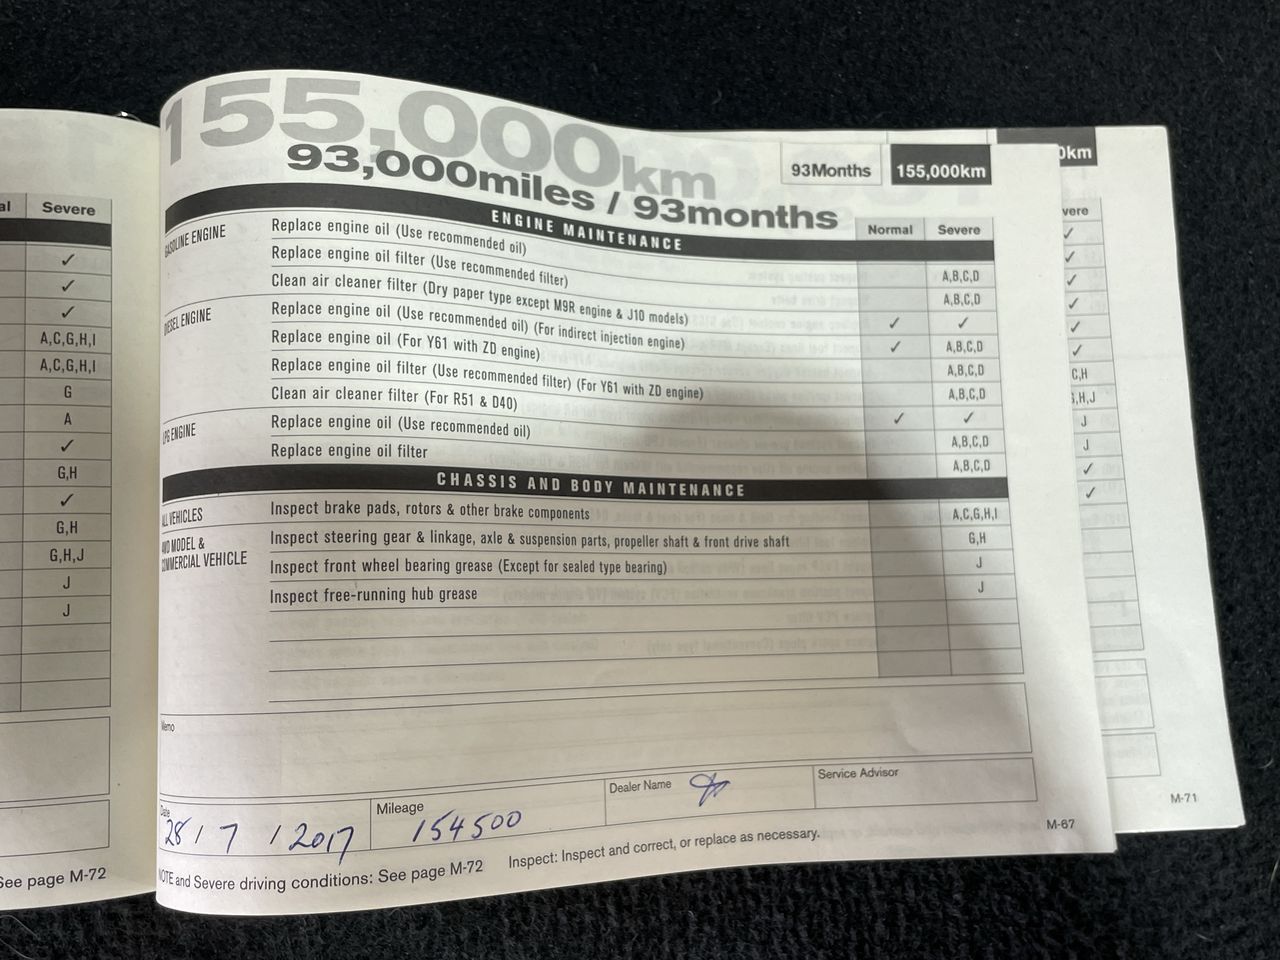 al Severe
✓
✓
✓
A,C,G,H,I
A,C,G,H,I
G
A
✓
G,H
✓
G,H
G,H,J
J
J
See page M-72
155,000km
93,000miles / 93months
93Months 155,000km
ENGINE MAINTENANCE
Normal Severe
GASOLINE ENGINE
Replace engine oil (Use recommended oil) A,B,C,D
Replace engine oil filter (Use recommended filter) A,B,C,D
Clean air cleaner filter (Dry paper type except M9R engine & J10 models) ✓ ✓
DIESEL ENGINE
Replace engine oil (Use recommended oil) (For indirect injection engine) ✓ A,B,C,D
Replace engine oil (For Y61 with ZD engine) A,B,C,D
Replace engine oil filter (Use recommended filter) (For Y61 with ZD engine) A,B,C,D
Clean air cleaner filter (For R51 & D40) ✓ ✓
LPG ENGINE
Replace engine oil (Use recommended oil) A,B,C,D
Replace engine oil filter A,B,C,D
CHASSIS AND BODY MAINTENANCE
ALL VEHICLES
Inspect brake pads, rotors & other brake components A,C,G,H,I
4WD MODEL &
COMMERCIAL VEHICLE
Inspect steering gear & linkage, axle & suspension parts, propeller shaft & front drive shaft G,H
Inspect front wheel bearing grease (Except for sealed type bearing) J
Inspect free-running hub grease J
Memo
Date 28 / 7 / 2017
Mileage 154500
Dealer Name
Service Advisor
NOTE and Severe driving conditions: See page M-72 Inspect: Inspect and correct, or replace as necessary.
M-67
0km
vere
✓
✓
✓
✓
✓
✓
C,H
G,H,J
J
J
✓
✓
M-71